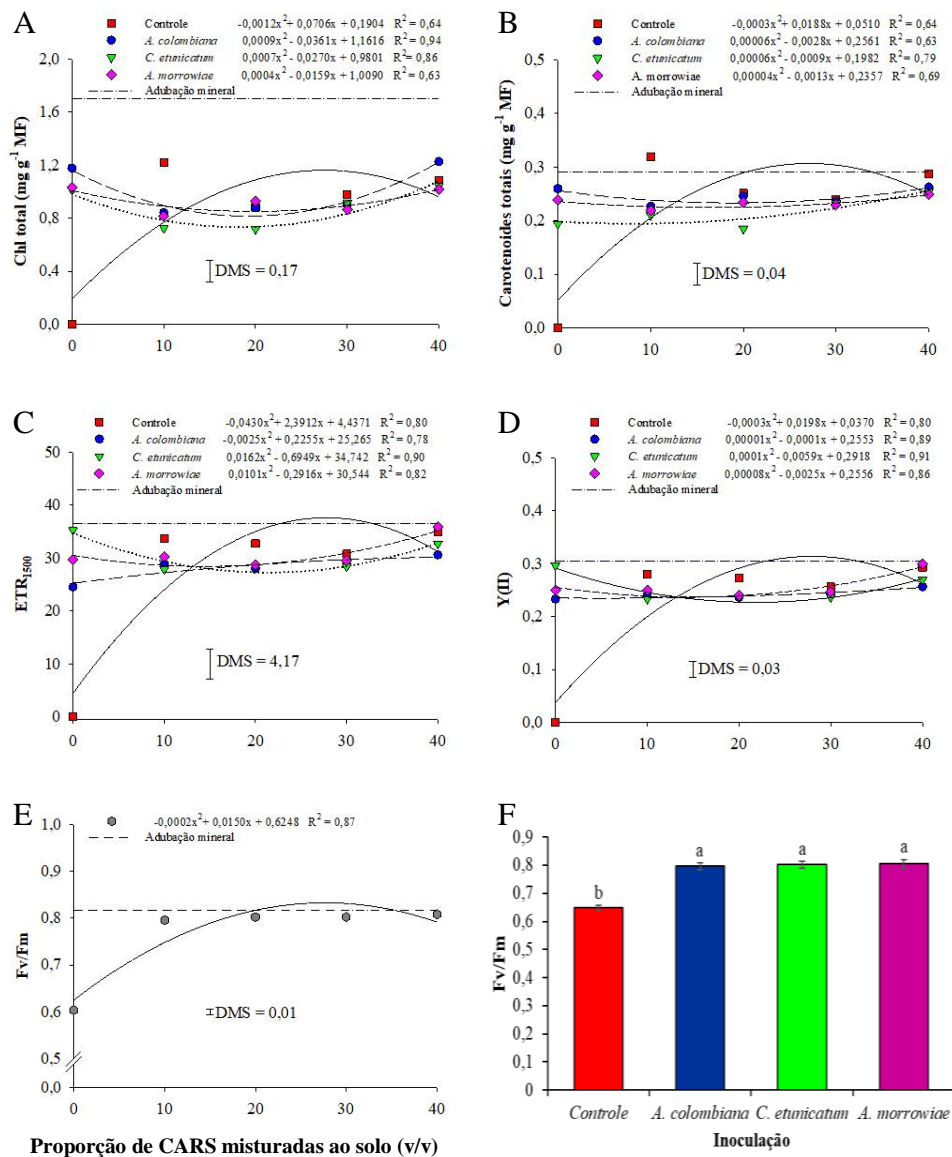 A
Controle -0,0012x²+ 0,0706x + 0,1904 R² = 0,64
A. colombiana 0,0009x² - 0,0361x + 1,1616 R² = 0,94
C. etunicatum 0,0007x² - 0,0270x + 0,9801 R² = 0,86
A. morrowiae 0,0004x² - 0,0159x + 1,0090 R² = 0,63
Adubação mineral
Chl total (mg g⁻¹ MF)
2,0
1,6
1,2
0,8
0,4
0,0
DMS = 0,17
0 10 20 30 40
B
Controle -0,0003x² + 0,0188x + 0,0510 R² = 0,64
A. colombiana 0,00006x² - 0,0028x + 0,2561 R² = 0,63
C. etunicatum 0,00006x² - 0,0009x + 0,1982 R² = 0,79
A. morrowiae 0,00004x² - 0,0013x + 0,2357 R² = 0,69
Adubação mineral
Carotenoides totais (mg g⁻¹ MF)
0,5
0,4
0,3
0,2
0,1
0,0
DMS = 0,04
0 10 20 30 40
C
Controle -0,0430x²+ 2,3912x + 4,4371 R² = 0,80
A. colombiana -0,0025x² + 0,2255x + 25,265 R² = 0,78
C. etunicatum 0,0162x² - 0,6949x + 34,742 R² = 0,90
A. morrowiae 0,0101x² - 0,2916x + 30,544 R² = 0,82
Adubação mineral
ETR1500
50
40
30
20
10
0
DMS = 4,17
0 10 20 30 40
D
Controle -0,0003x² + 0,0198x + 0,0370 R² = 0,80
A. colombiana 0,00001x² - 0,0001x + 0,2553 R² = 0,89
C. etunicatum 0,0001x² - 0,0059x + 0,2918 R² = 0,91
A. morrowiae 0,00008x² - 0,0025x + 0,2556 R² = 0,86
Adubação mineral
Y(II)
0,5
0,4
0,3
0,2
0,1
0,0
DMS = 0,03
0 10 20 30 40
E
-0,0002x² + 0,0150x + 0,6248 R² = 0,87
Adubação mineral
Fv/Fm
1,0
0,9
0,8
0,7
0,6
0,5
0,0
DMS = 0,01
0 10 20 30 40
Proporção de CARS misturadas ao solo (v/v)
F
Fv/Fm
0,9
0,8
0,7
0,6
0,5
0,4
0,3
0,2
0,1
0
b a a a
Controle A. colombiana C. etunicatum A. morrowiae
Inoculação